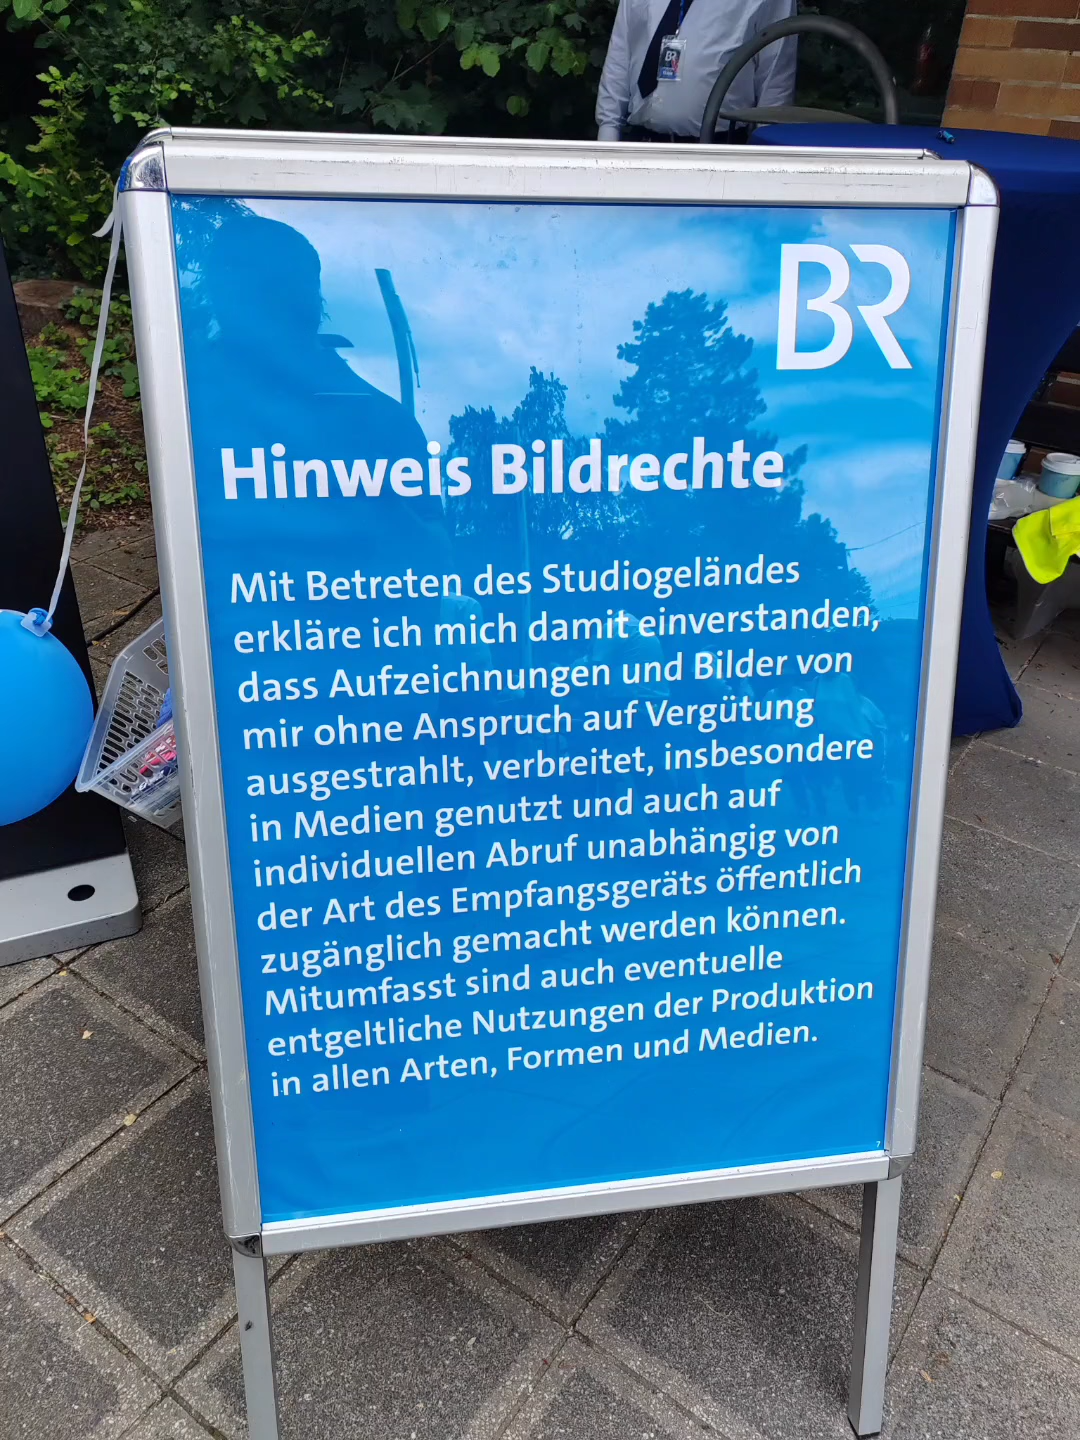 BR
BR
Hinweis Bildrechte
Mit Betreten des Studiogeländes
erkläre ich mich damit einverstanden,
dass Aufzeichnungen und Bilder von
mir ohne Anspruch auf Vergütung
ausgestrahlt, verbreitet, insbesondere
in Medien genutzt und auch auf
individuellen Abruf unabhängig von
der Art des Empfangsgeräts öffentlich
zugänglich gemacht werden können.
Mitumfasst sind auch eventuelle
entgeltliche Nutzungen der Produktion
in allen Arten, Formen und Medien.
7